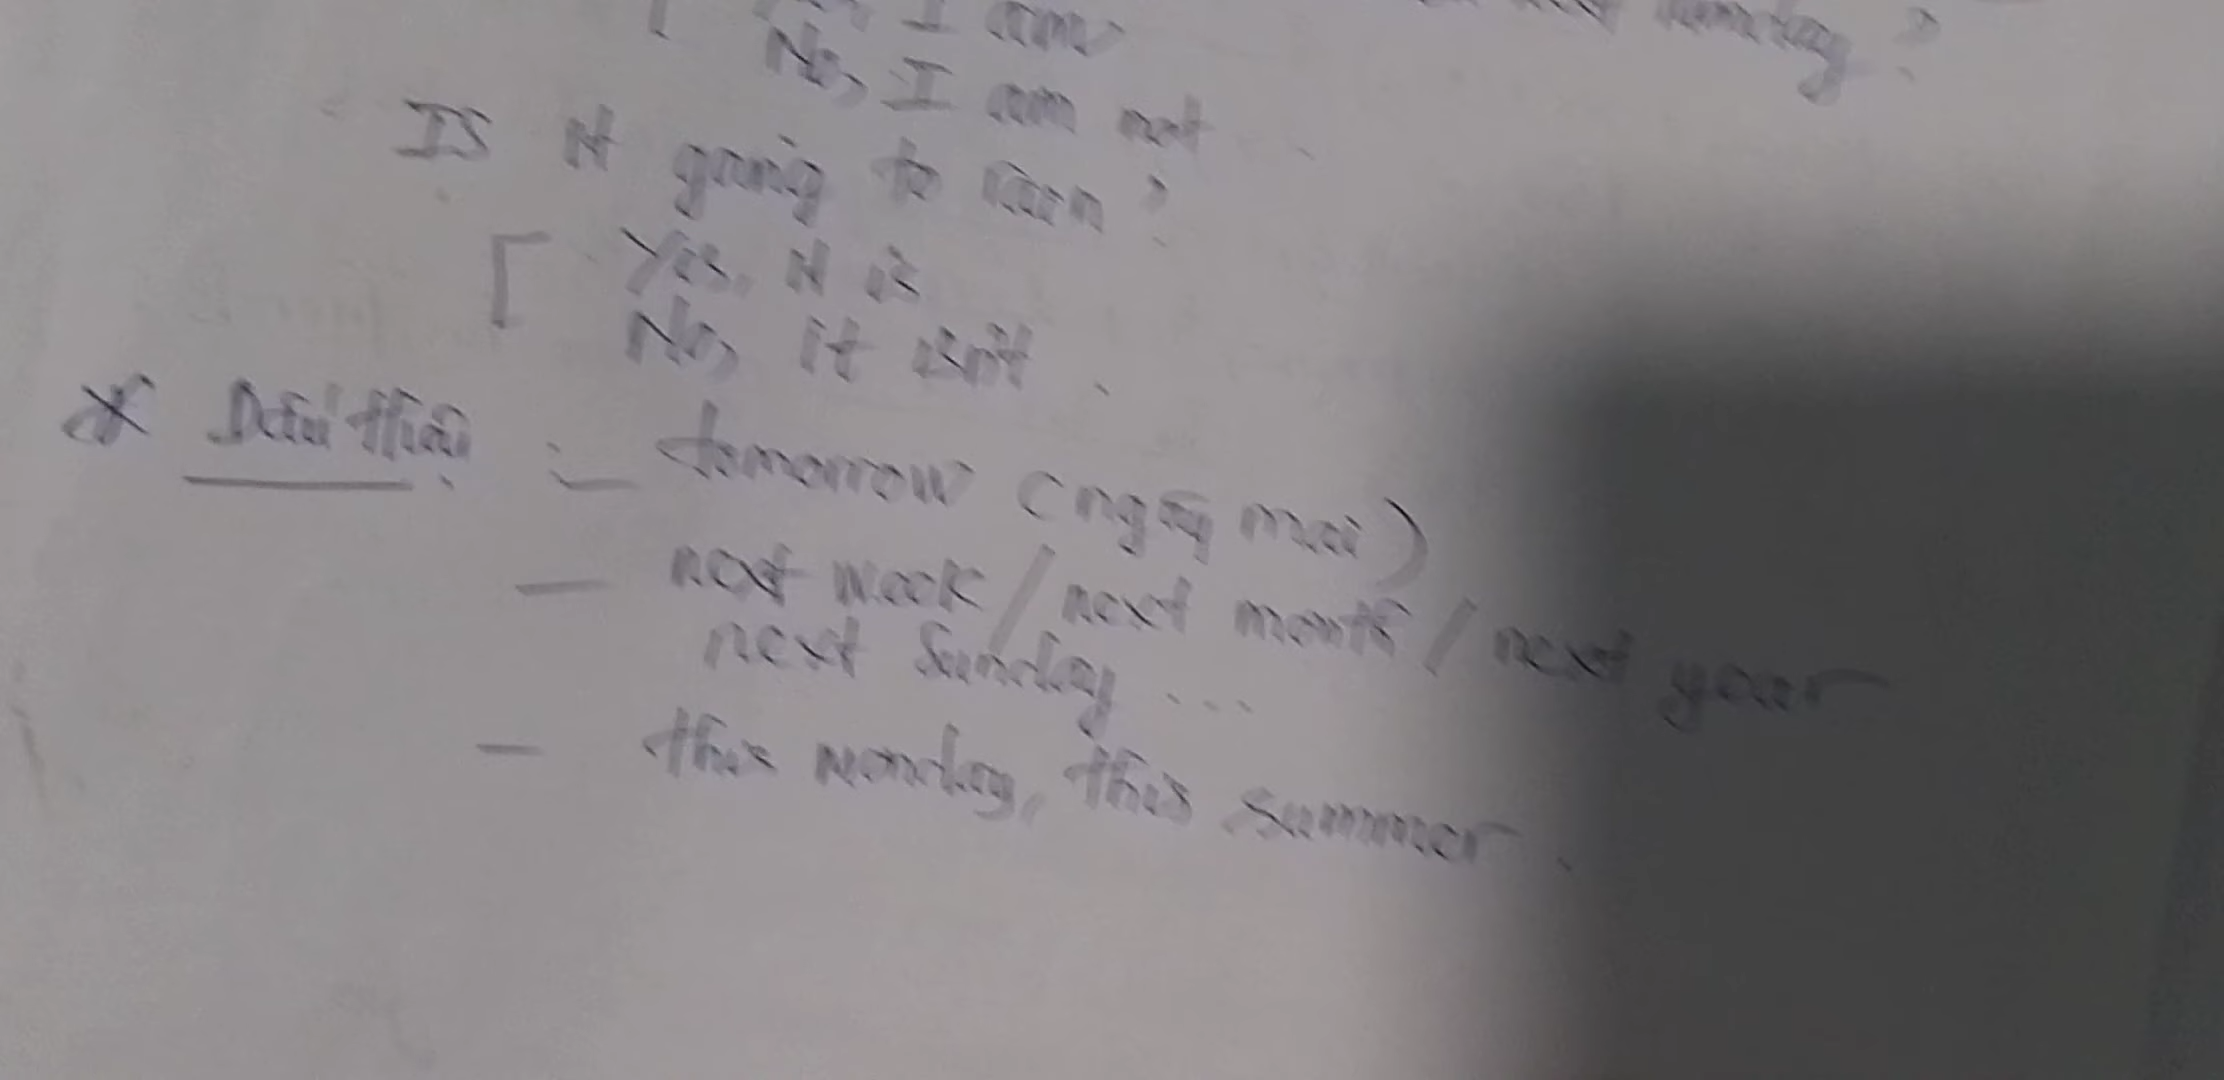 sunday?
I am
No, I am not
Is it going to rain?
Yes, it is
No, it isn't.
* Dấu hiệu: - tomorrow (ngày mai)
- next week / next month / next year
next Sunday ...
- this monday, this summer.